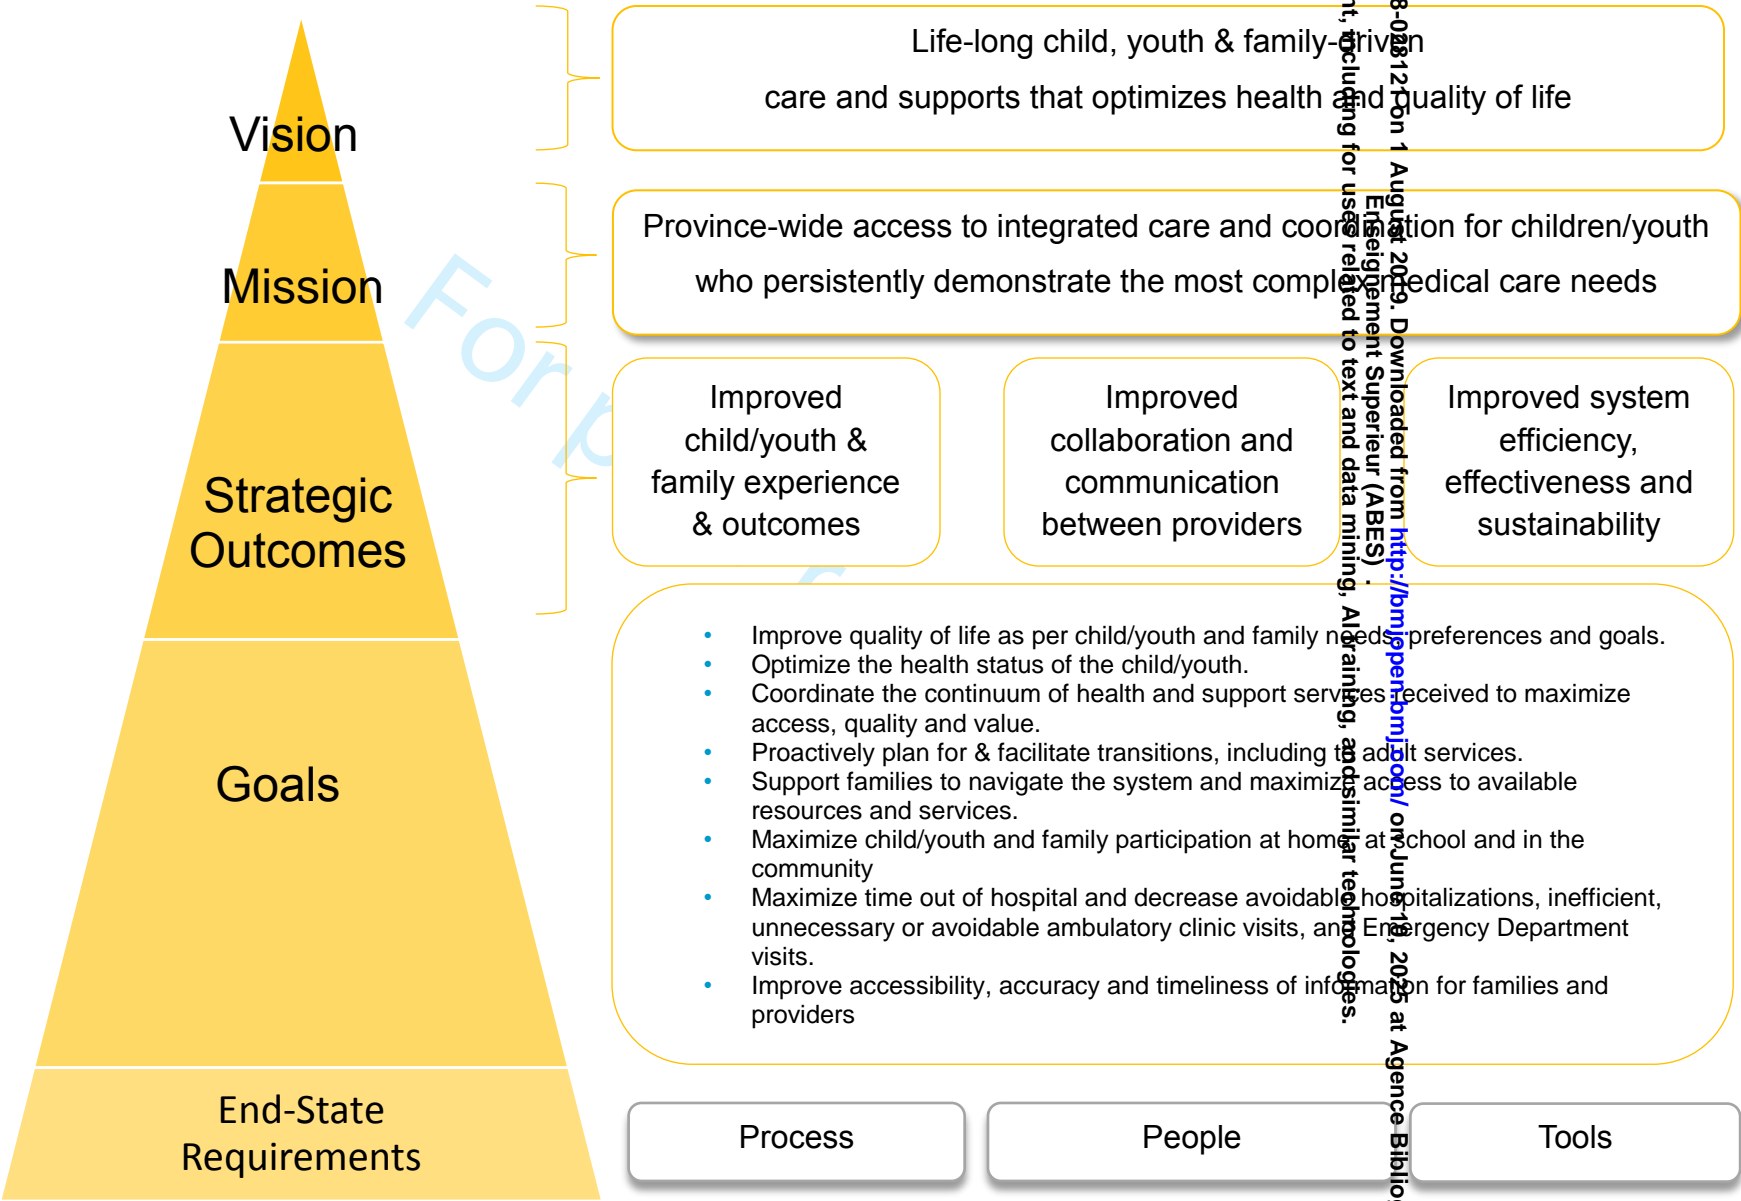 Vision
Life-long child, youth & family-driven
care and supports that optimizes health and quality of life
Mission
Province-wide access to integrated care and coordination for children/youth
who persistently demonstrate the most complex medical care needs
Strategic
Outcomes
Improved
child/youth &
family experience
& outcomes
Improved
collaboration and
communication
between providers
Improved system
efficiency,
effectiveness and
sustainability
Goals
• Improve quality of life as per child/youth and family needs, preferences and goals.
• Optimize the health status of the child/youth.
• Coordinate the continuum of health and support services received to maximize
access, quality and value.
• Proactively plan for & facilitate transitions, including to adult services.
• Support families to navigate the system and maximize access to available
resources and services.
• Maximize child/youth and family participation at home, at school and in the
community
• Maximize time out of hospital and decrease avoidable hospitalizations, inefficient,
unnecessary or avoidable ambulatory clinic visits, and Emergency Department
visits.
• Improve accessibility, accuracy and timeliness of information for families and
providers
End-State
Requirements
Process
People
Tools
For p
8-028121 on 1 August 2019. Downloaded from http://bmjopen.bmj.com/ on June 10, 2025 at Agence Bibliog
Enseignement Superieur (ABES) .
nt, including for uses related to text and data mining, AI training, and similar technologies.